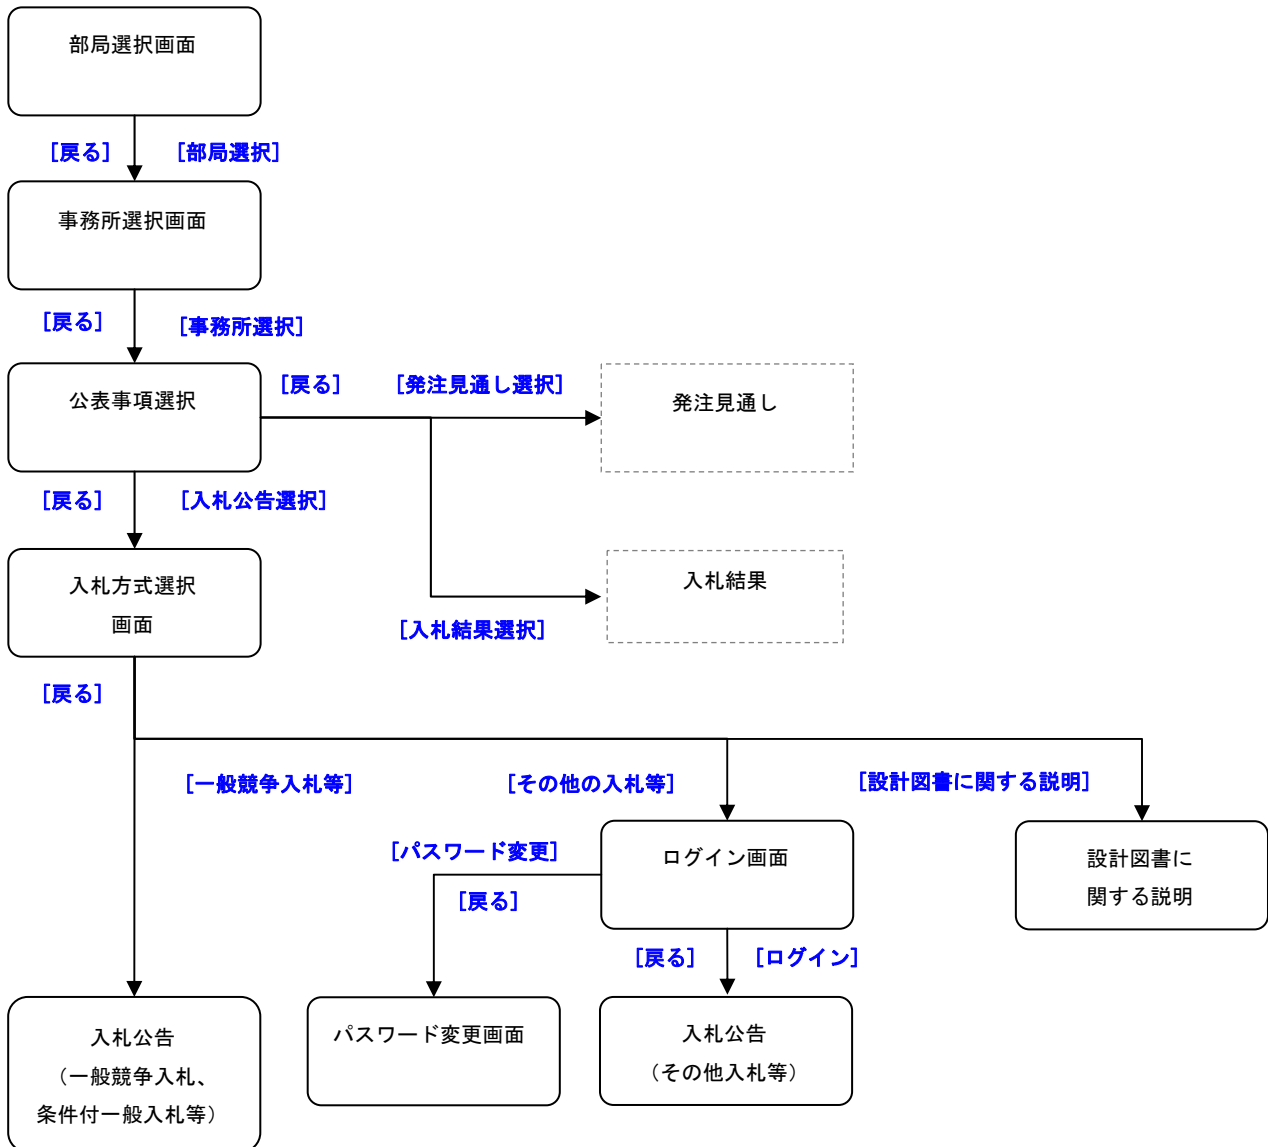 部局選択画面
[戻る] [部局選択]
事務所選択画面
[戻る] [事務所選択]
公表事項選択
[戻る] [発注見通し選択]
発注見通し
[戻る] [入札公告選択]
入札方式選択
画面
入札結果
[入札結果選択]
[戻る]
[一般競争入札等] [その他の入札等] [設計図書に関する説明]
[パスワード変更]
[戻る]
ログイン画面
設計図書に
関する説明
[戻る] [ログイン]
入札公告
（一般競争入札、
条件付一般入札等）
パスワード変更画面
入札公告
（その他入札等）